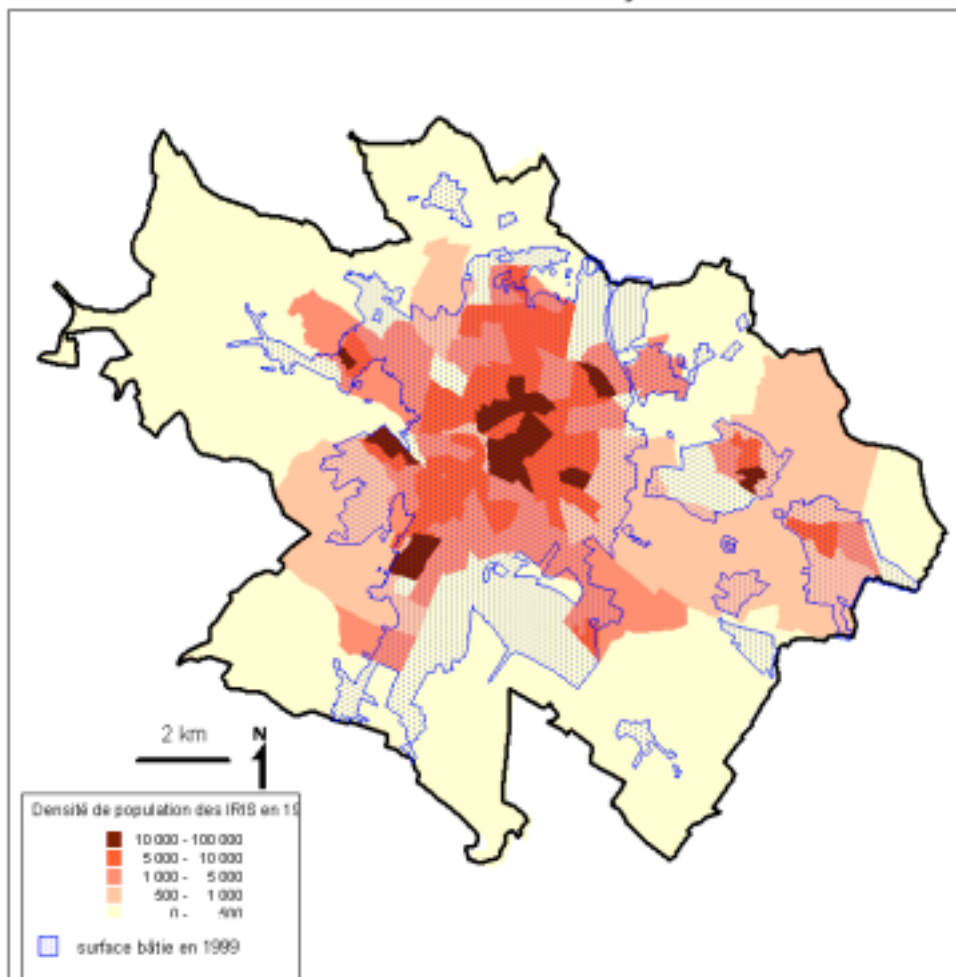 2 km
N
Densité de population des IRIS en 19
10 000 - 100 000
5 000 - 10 000
1 000 - 5 000
500 - 1 000
0 - 500
surface bâtie en 1999